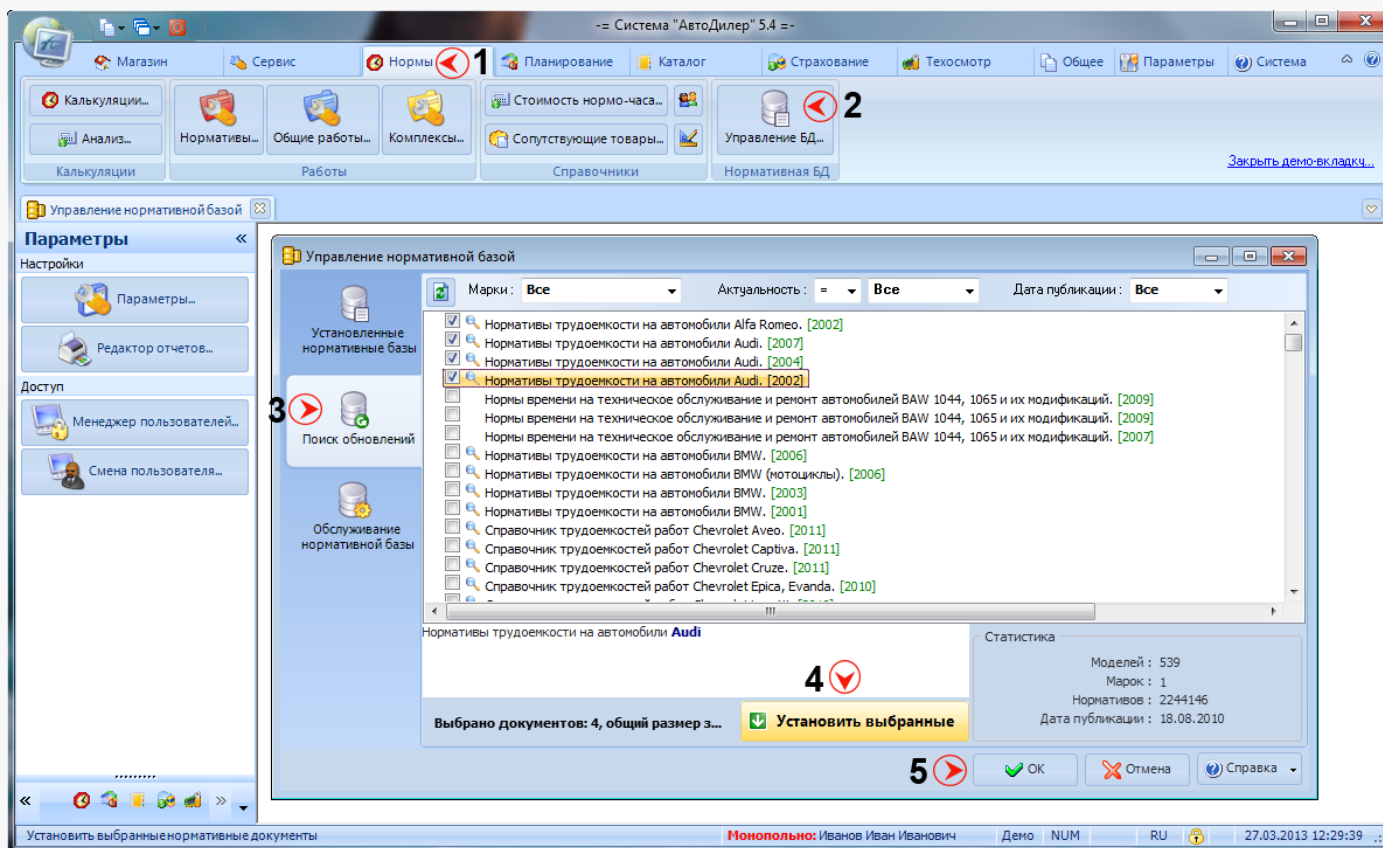 -= Система "АвтоДилер" 5.4 =-
Магазин Сервис Нормы 1 Планирование Каталог Страхование Техосмотр Общее Параметры Система
Калькуляции... Стоимость нормо-часа... 2
Анализ... Нормативы... Общие работы... Комплексы... Сопутствующие товары... Управление БД...
Закрыть демо-вкладку...
Калькуляции Работы Справочники Нормативная БД
Управление нормативной базой
Параметры «
Настройки
Параметры...
Редактор отчетов...
Доступ
Менеджер пользователей...
Смена пользователя...
Управление нормативной базой
Марки: Все Актуальность: = Все Дата публикации: Все
Установленные
нормативные базы
3
Поиск обновлений
Обслуживание
нормативной базы
Нормативы трудоемкости на автомобили Alfa Romeo. [2002]
Нормативы трудоемкости на автомобили Audi. [2007]
Нормативы трудоемкости на автомобили Audi. [2004]
Нормативы трудоемкости на автомобили Audi. [2002]
Нормы времени на техническое обслуживание и ремонт автомобилей BAW 1044, 1065 и их модификаций. [2009]
Нормы времени на техническое обслуживание и ремонт автомобилей BAW 1044, 1065 и их модификаций. [2009]
Нормы времени на техническое обслуживание и ремонт автомобилей BAW 1044, 1065 и их модификаций. [2007]
Нормативы трудоемкости на автомобили BMW. [2006]
Нормативы трудоемкости на автомобили BMW (мотоциклы). [2006]
Нормативы трудоемкости на автомобили BMW. [2003]
Нормативы трудоемкости на автомобили BMW. [2001]
Справочник трудоемкостей работ Chevrolet Aveo. [2011]
Справочник трудоемкостей работ Chevrolet Captiva. [2011]
Справочник трудоемкостей работ Chevrolet Cruze. [2011]
Справочник трудоемкостей работ Chevrolet Epica, Evanda. [2010]
Нормативы трудоемкости на автомобили Audi
4
Выбрано документов: 4, общий размер з... Установить выбранные
Статистика
Моделей : 539
Марок : 1
Нормативов : 2244146
Дата публикации : 18.08.2010
5 OK Отмена Справка
« »
Установить выбранные нормативные документы Монопольно: Иванов Иван Иванович Демо NUM RU 27.03.2013 12:29:39